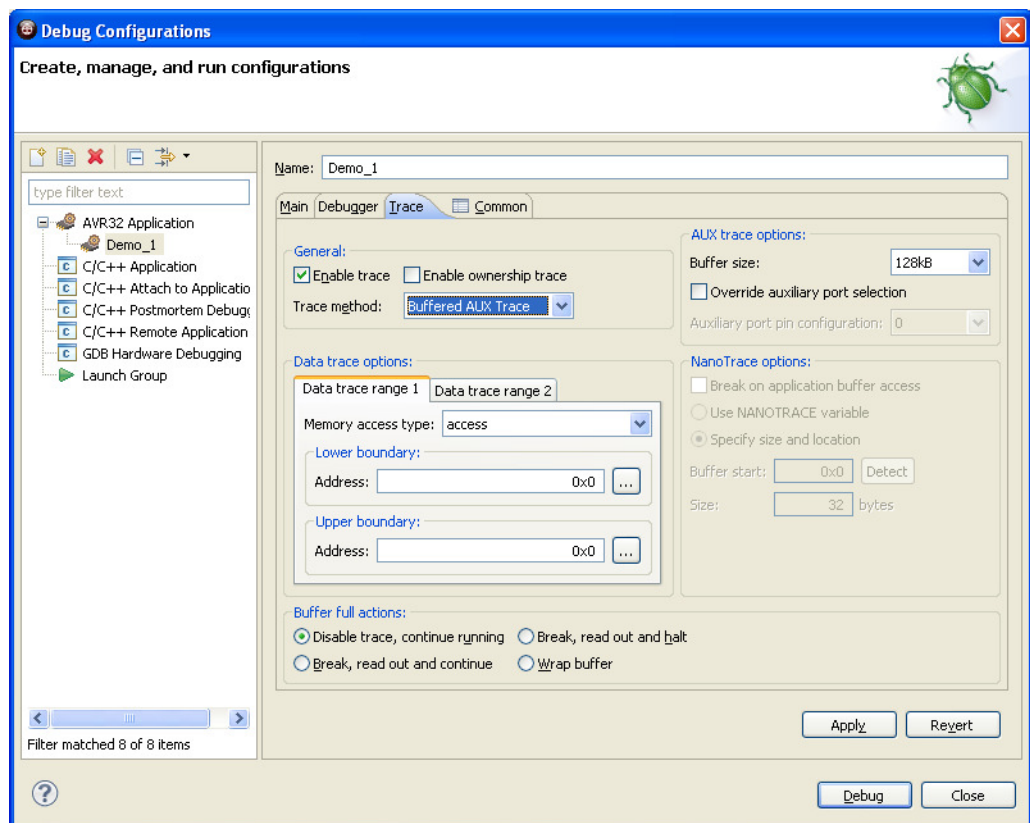 Debug Configurations
Create, manage, and run configurations
type filter text
AVR32 Application
Demo_1
C/C++ Application
C/C++ Attach to Applicatio
C/C++ Postmortem Debugg
C/C++ Remote Application
GDB Hardware Debugging
Launch Group
Filter matched 8 of 8 items
Name: Demo_1
Main Debugger Trace Common
General:
Enable trace Enable ownership trace
Trace method: Buffered AUX Trace
AUX trace options:
Buffer size: 128kB
Override auxiliary port selection
Auxiliary port pin configuration: 0
Data trace options:
Data trace range 1 Data trace range 2
Memory access type: access
Lower boundary:
Address: 0x0 ...
Upper boundary:
Address: 0x0 ...
NanoTrace options:
Break on application buffer access
Use NANOTRACE variable
Specify size and location
Buffer start: 0x0 Detect
Size: 32 bytes
Buffer full actions:
Disable trace, continue running Break, read out and halt
Break, read out and continue Wrap buffer
Apply Revert
? Debug Close